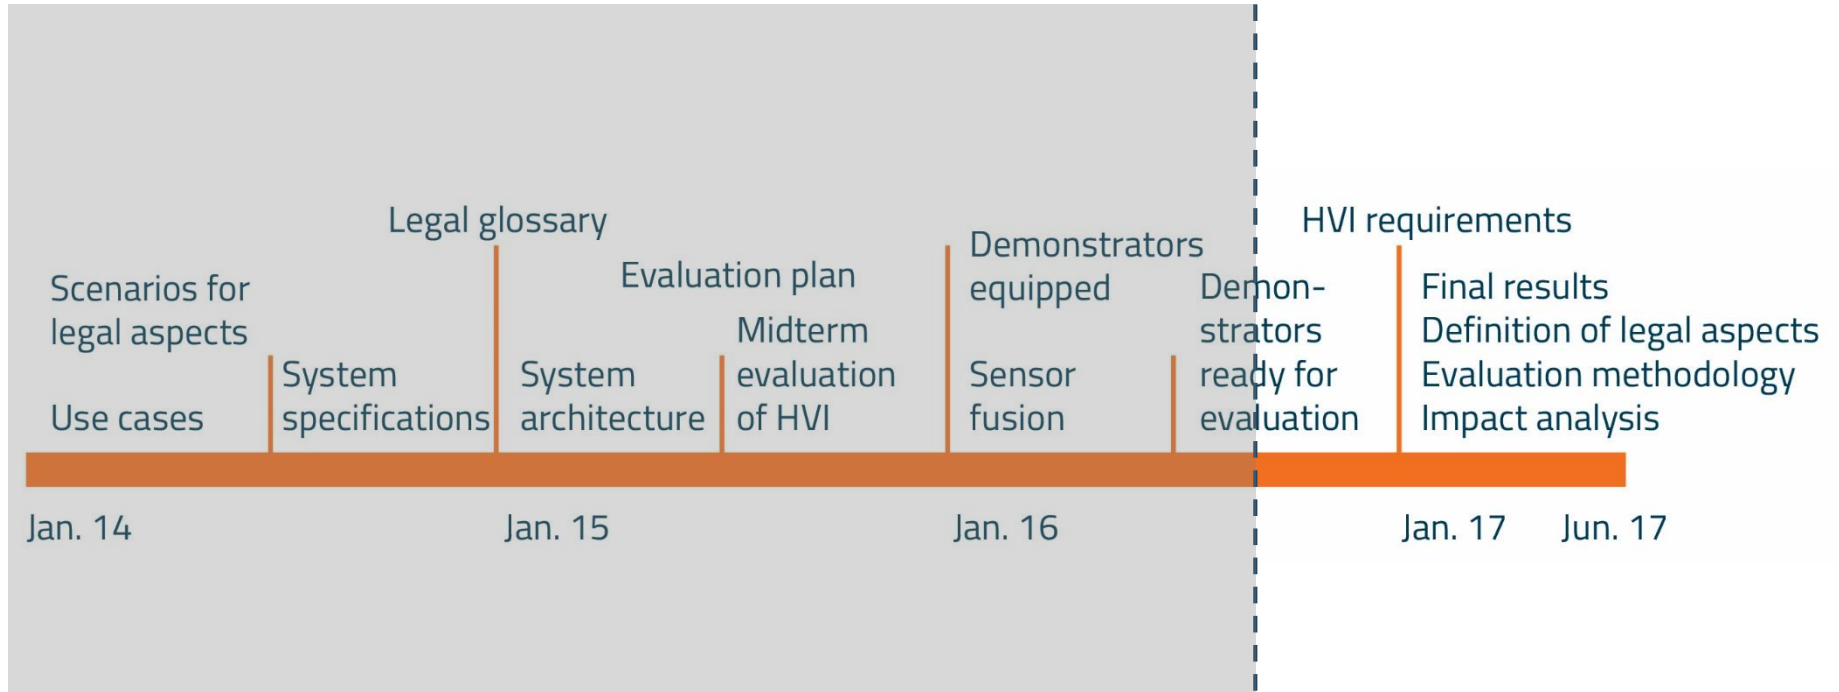 Legal glossary
HVI requirements
Scenarios for
legal aspects
Use cases
System
specifications
System
architecture
Evaluation plan
Midterm
evaluation
of HVI
Demonstrators
equipped
Sensor
fusion
Demon-
strators
ready for
evaluation
Final results
Definition of legal aspects
Evaluation methodology
Impact analysis
Jan. 14
Jan. 15
Jan. 16
Jan. 17
Jun. 17